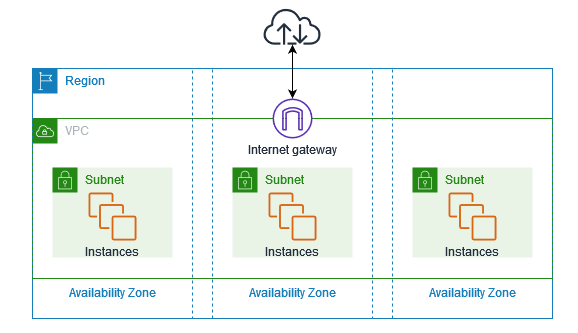 Region
VPC
Internet gateway
Subnet
Subnet
Subnet
Instances
Instances
Instances
Availability Zone
Availability Zone
Availability Zone